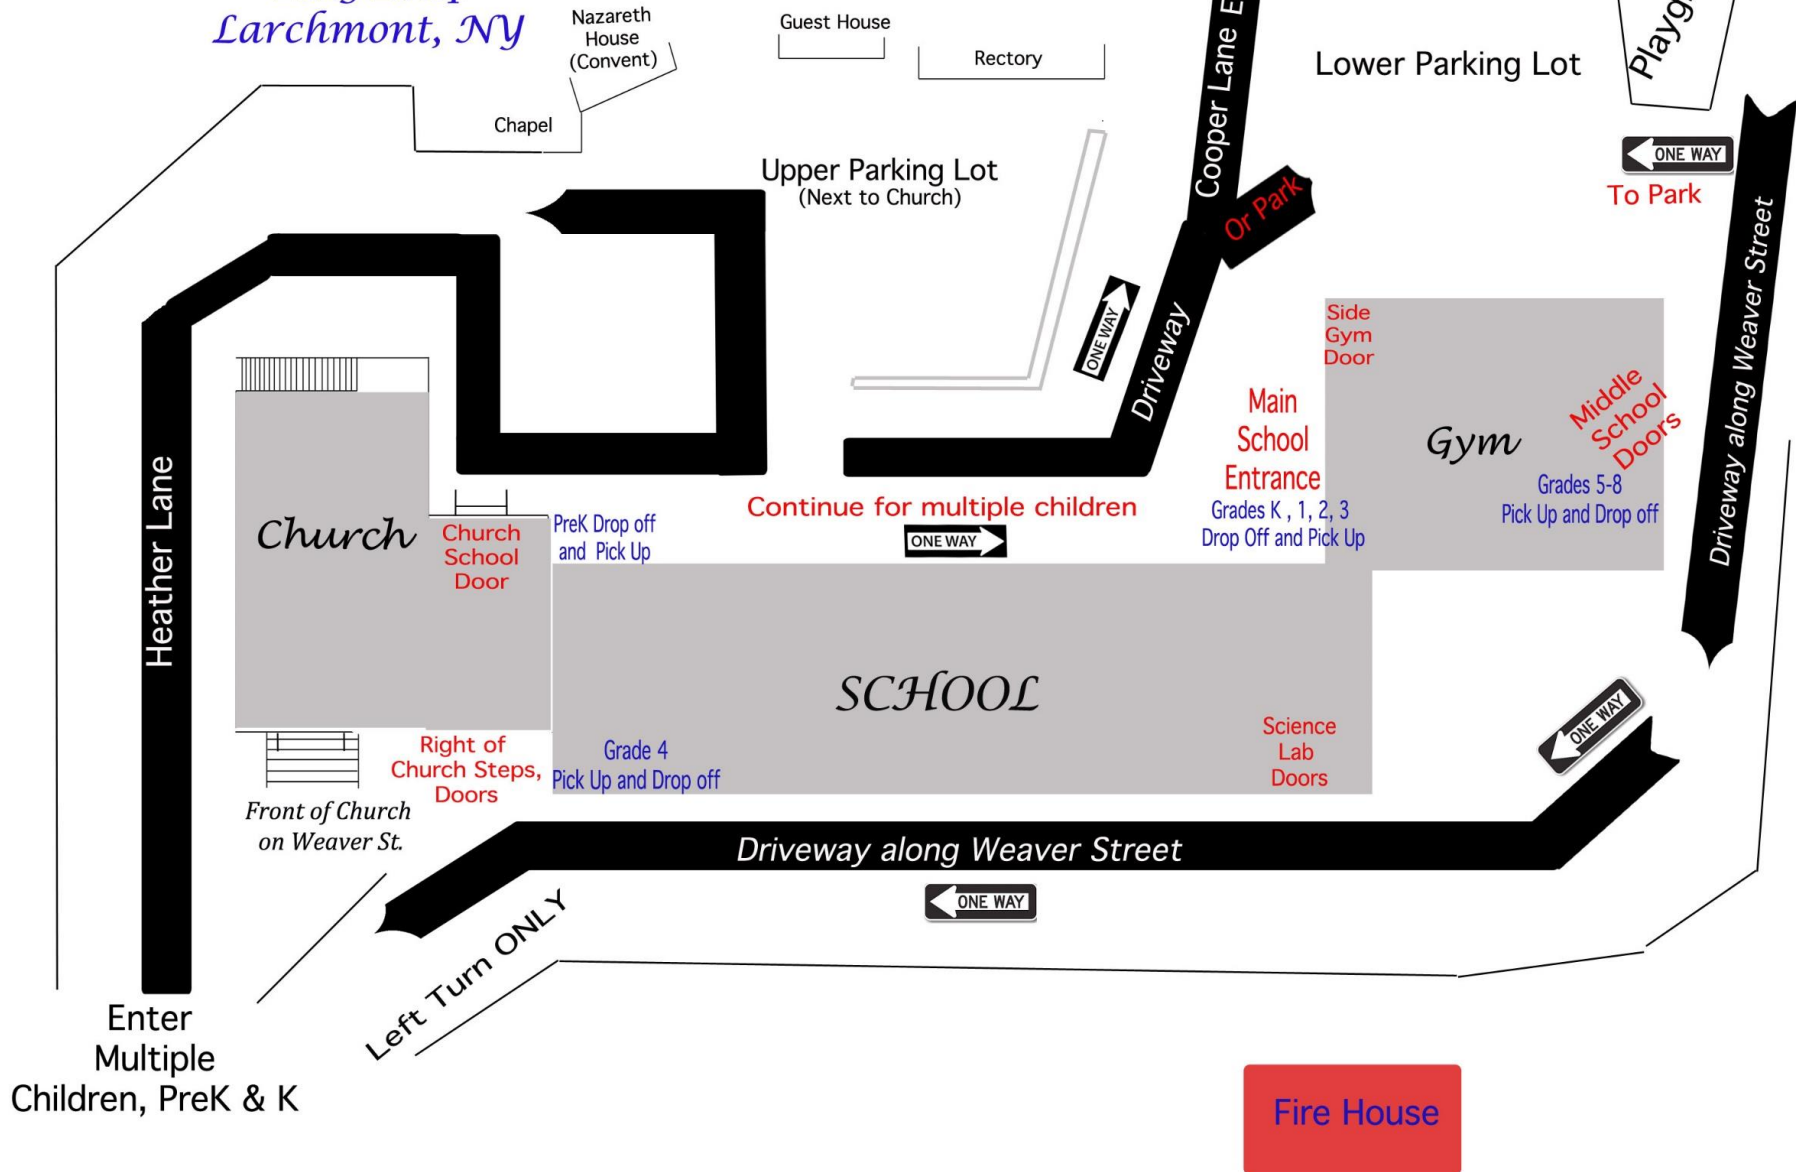 Larchmont, NY
Nazareth
House
(Convent)
Guest House
Rectory
Cooper Lane
Lower Parking Lot
Chapel
Upper Parking Lot
(Next to Church)
ONE WAY
To Park
Or Park
ONE WAY
Driveway
Driveway along Weaver Street
Side
Gym
Door
Main
School
Entrance
Grades K , 1, 2, 3
Drop Off and Pick Up
Gym
Middle
School
Doors
Grades 5-8
Pick Up and Drop off
Heather Lane
Church
Church
School
Door
PreK Drop off
and Pick Up
Continue for multiple children
ONE WAY
SCHOOL
ONE WAY
Right of
Church Steps,
Doors
Grade 4
Pick Up and Drop off
Science
Lab
Doors
Front of Church
on Weaver St.
Driveway along Weaver Street
ONE WAY
Left Turn ONLY
Enter
Multiple
Children, PreK & K
Fire House